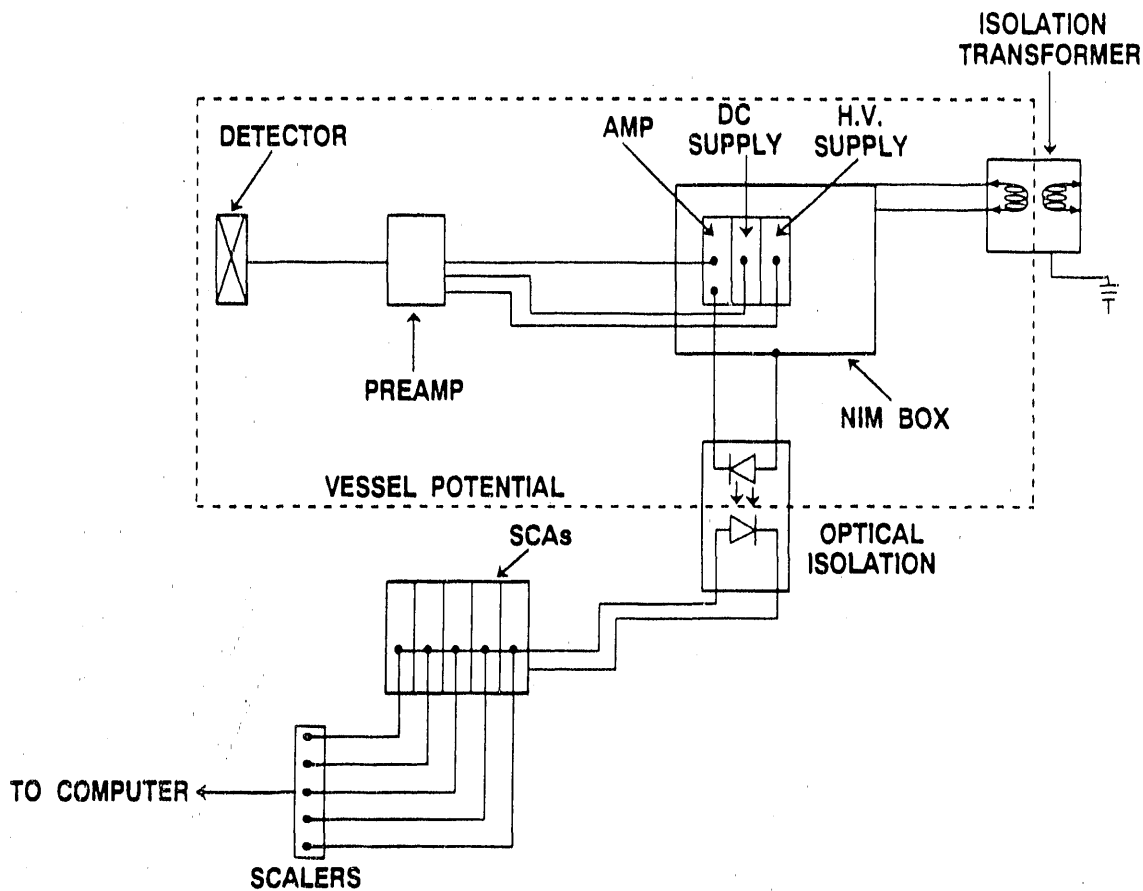 ISOLATION
TRANSFORMER
DETECTOR
AMP
DC
SUPPLY
H.V.
SUPPLY
PREAMP
NIM BOX
VESSEL POTENTIAL
OPTICAL
ISOLATION
SCAs
TO COMPUTER
SCALERS